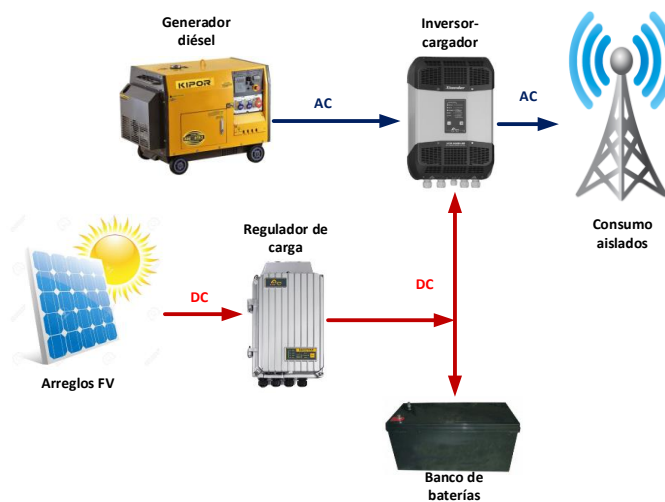 Generador
diésel
Inversor-
cargador
KIPOR
AC
AC
Xtender
Consumo
aislados
Regulador de
carga
DC
DC
Arreglos FV
Banco de
baterías